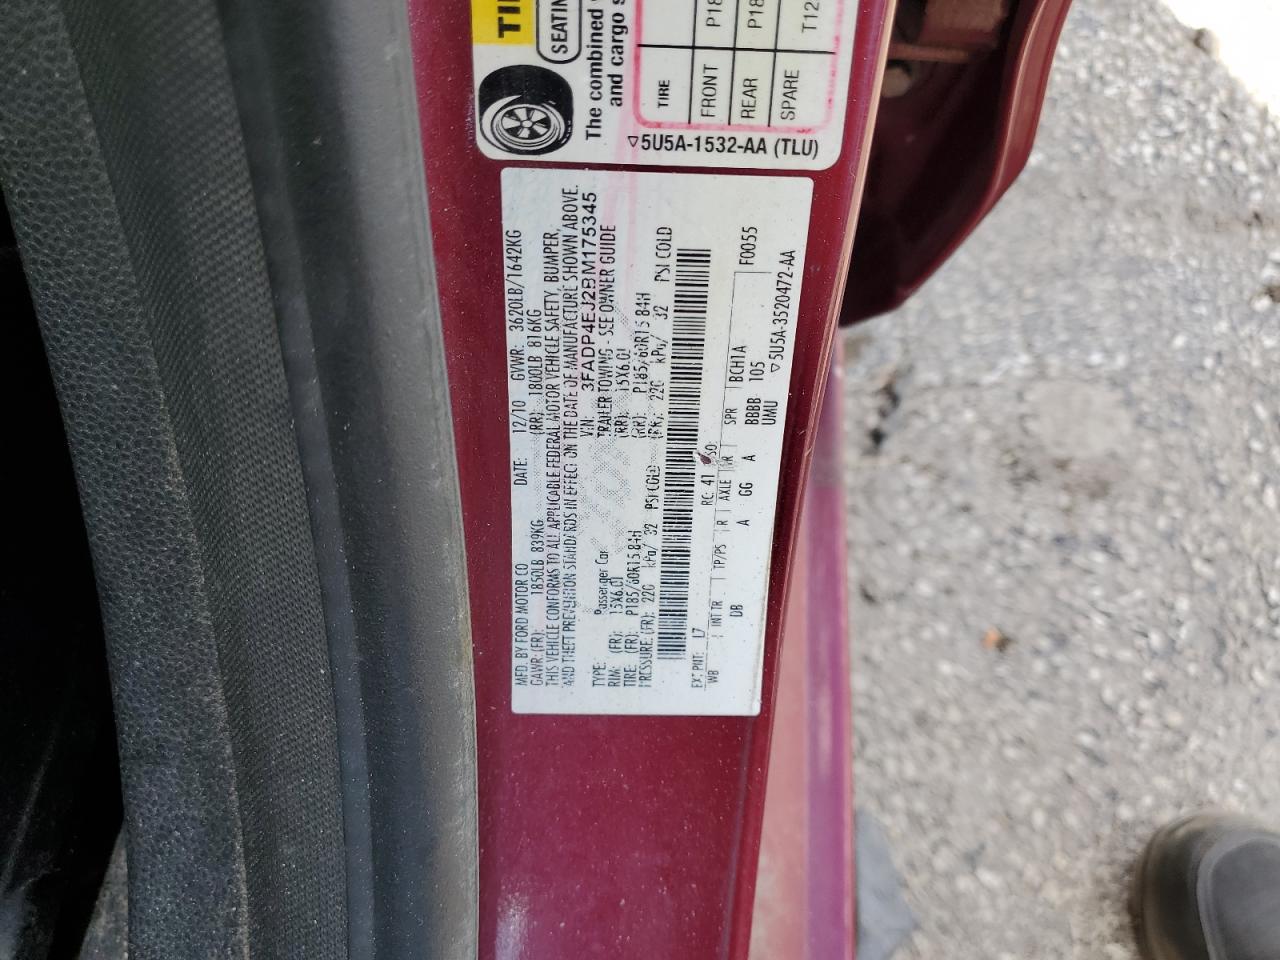 TI
SEATIN
The combined
and cargo s
TIRE
FRONT P18
REAR P18
SPARE T12
5U5A-1532-AA (TLU)
MFD. BY FORD MOTOR CO DATE: 12/10 GVWR: 3620LB/1642KG
GAWR:(FR): 1850LB 839KG (RR): 1800LB 816KG
THIS VEHICLE CONFORMS TO ALL APPLICABLE FEDERAL MOTOR VEHICLE SAFETY, BUMPER,
AND THEFT PREVENTION STANDARDS IN EFFECT ON THE DATE OF MANUFACTURE SHOWN ABOVE.
VIN: 3FADP4EJ2BM175345
TYPE: Passenger Car TRAILER TOWING - SEE OWNER GUIDE
RIM: (FR): 15X6.0J (RR): 15X6.0J
TIRE: (FR): P185/60R15 84H (RR): P185/60R15 84H
PRESSURE: (FR): 220 kPa/ 32 PSI COLD (RR): 220 kPa/ 32 PSI COLD
EXT PNT: L7 RC: 41 DSO: F0055
WB INT TR TP/PS R AXLE TR SPR BCH1A
DB A GG A BBBB 105
UMU
5U5A-3520472-AA